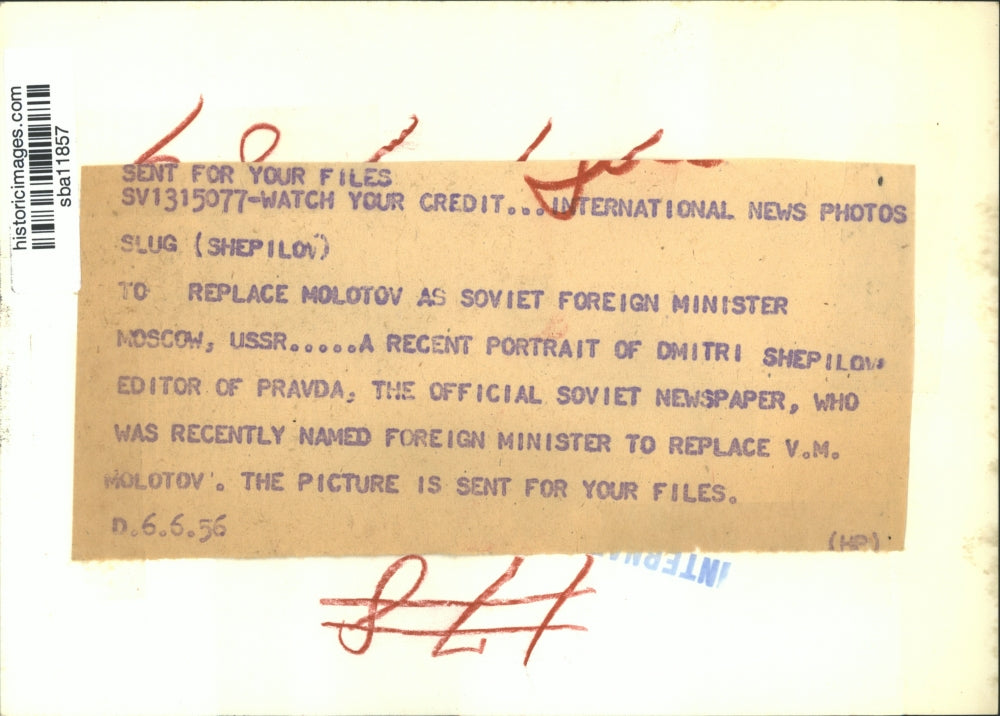 historicimages.com
sba11857
SENT FOR YOUR FILES
SV1315077-WATCH YOUR CREDIT...INTERNATIONAL NEWS PHOTOS
SLUG (SHEPILOV)
TO REPLACE MOLOTOV AS SOVIET FOREIGN MINISTER
MOSCOW, USSR.....A RECENT PORTRAIT OF DMITRI SHEPILOV,
EDITOR OF PRAVDA, THE OFFICIAL SOVIET NEWSPAPER, WHO
WAS RECENTLY NAMED FOREIGN MINISTER TO REPLACE V.M.
MOLOTOV. THE PICTURE IS SENT FOR YOUR FILES.
D.6.6.56
(HP)